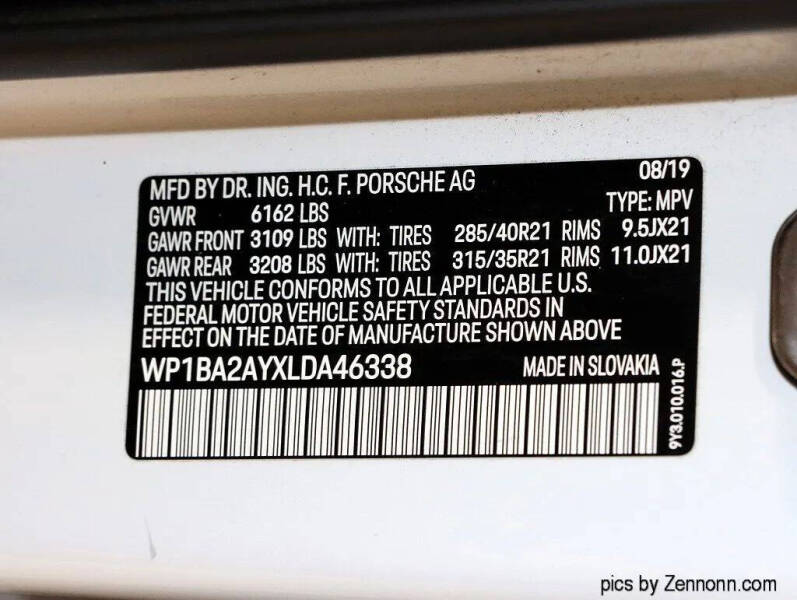 MFD BY DR. ING. H.C. F. PORSCHE AG 08/19
GVWR 6162 LBS TYPE: MPV
GAWR FRONT 3109 LBS WITH: TIRES 285/40R21 RIMS 9.5JX21
GAWR REAR 3208 LBS WITH: TIRES 315/35R21 RIMS 11.0JX21
THIS VEHICLE CONFORMS TO ALL APPLICABLE U.S.
FEDERAL MOTOR VEHICLE SAFETY STANDARDS IN
EFFECT ON THE DATE OF MANUFACTURE SHOWN ABOVE
WP1BA2AYXLDA46338 MADE IN SLOVAKIA
9Y3.010.016.P
pics by Zennonn.com